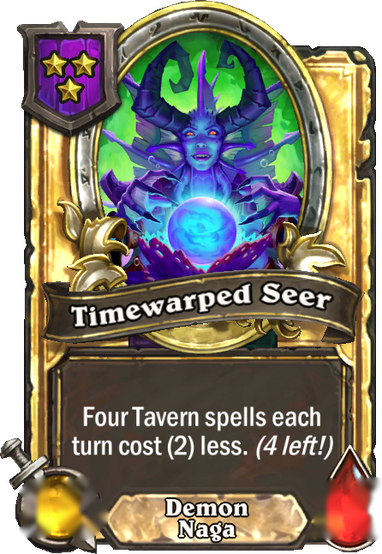 Timewarped Seer
Four Tavern spells each
turn cost (2) less. (4 left!)
Demon
Naga